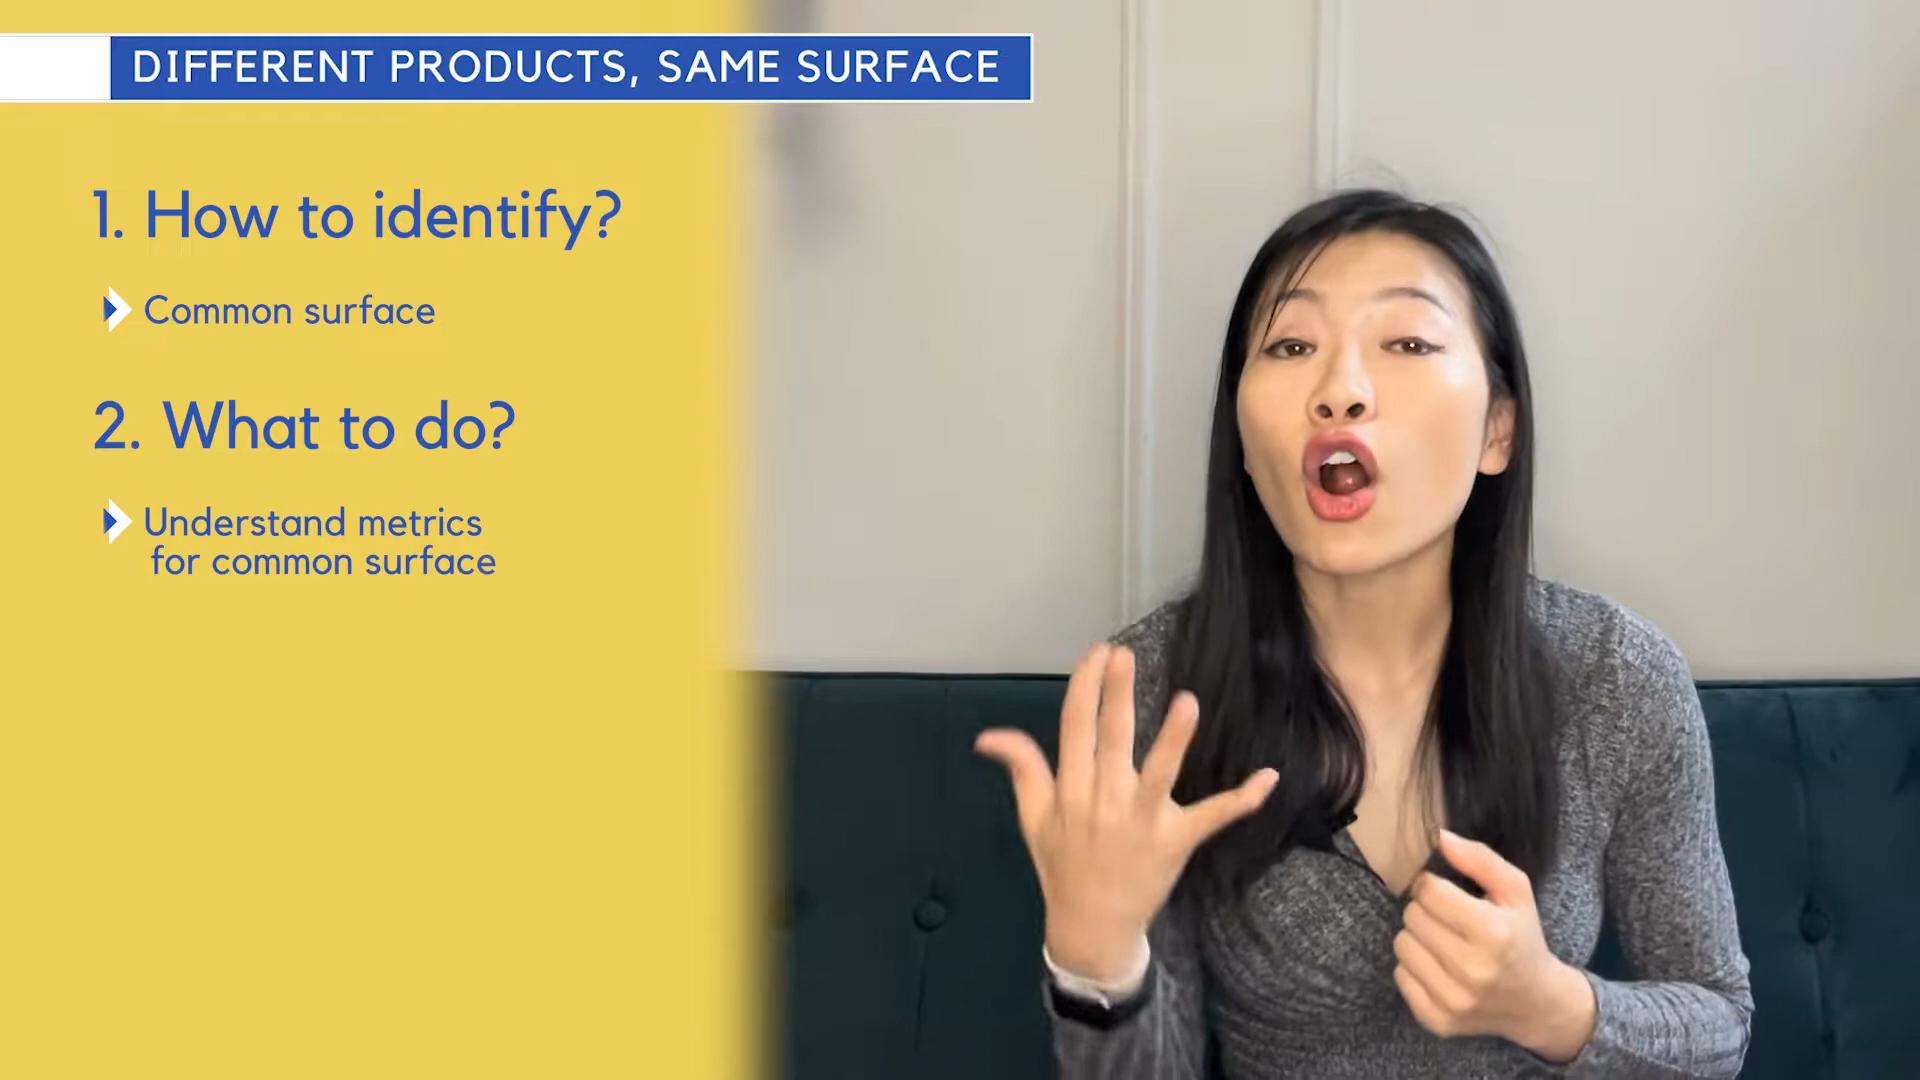 DIFFERENT PRODUCTS, SAME SURFACE
1. How to identify?
Common surface
2. What to do?
Understand metrics
for common surface